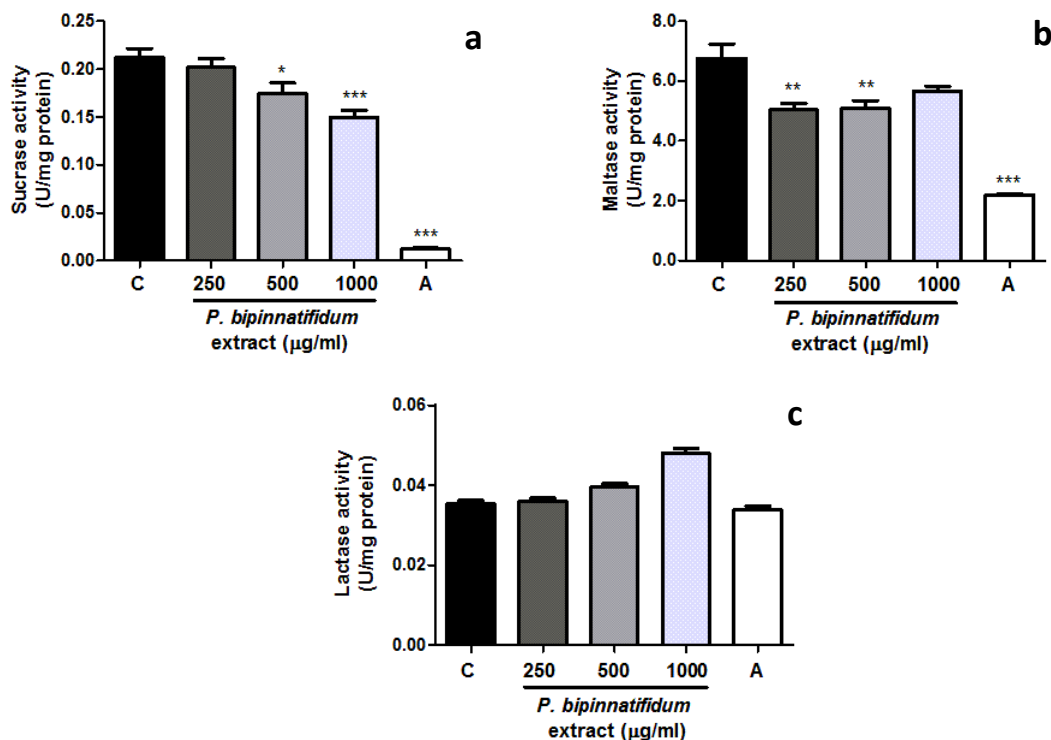 a
Sucrase activity
(U/mg protein)
0.25
0.20
0.15
0.10
0.05
0.00
*
***
***
C 250 500 1000 A
P. bipinnatifidum
extract (μg/ml)
b
Maltase activity
(U/mg protein)
8.0
6.0
4.0
2.0
0.0
**
**
***
C 250 500 1000 A
P. bipinnatifidum
extract (μg/ml)
c
Lactase activity
(U/mg protein)
0.06
0.04
0.02
0.00
C 250 500 1000 A
P. bipinnatifidum
extract (μg/ml)